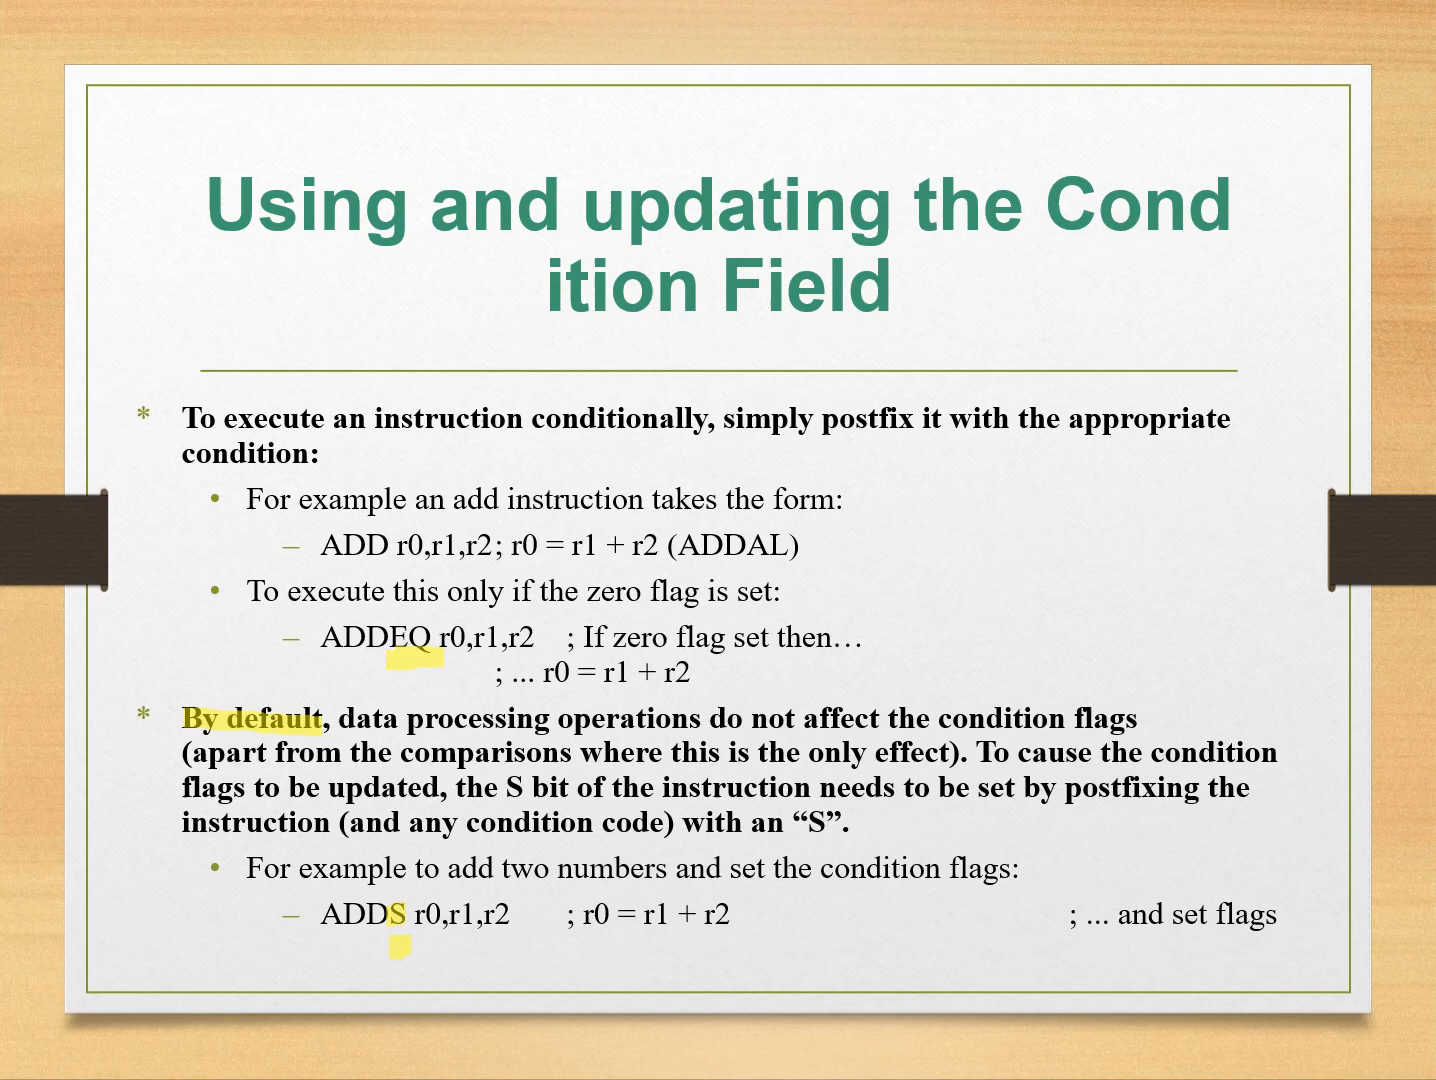 Using and updating the Cond
ition Field
* To execute an instruction conditionally, simply postfix it with the appropriate
condition:
• For example an add instruction takes the form:
– ADD r0,r1,r2; r0 = r1 + r2 (ADDAL)
• To execute this only if the zero flag is set:
– ADDEQ r0,r1,r2 ; If zero flag set then…
; ... r0 = r1 + r2
* By default, data processing operations do not affect the condition flags
(apart from the comparisons where this is the only effect). To cause the condition
flags to be updated, the S bit of the instruction needs to be set by postfixing the
instruction (and any condition code) with an “S”.
• For example to add two numbers and set the condition flags:
– ADDS r0,r1,r2 ; r0 = r1 + r2 ; ... and set flags